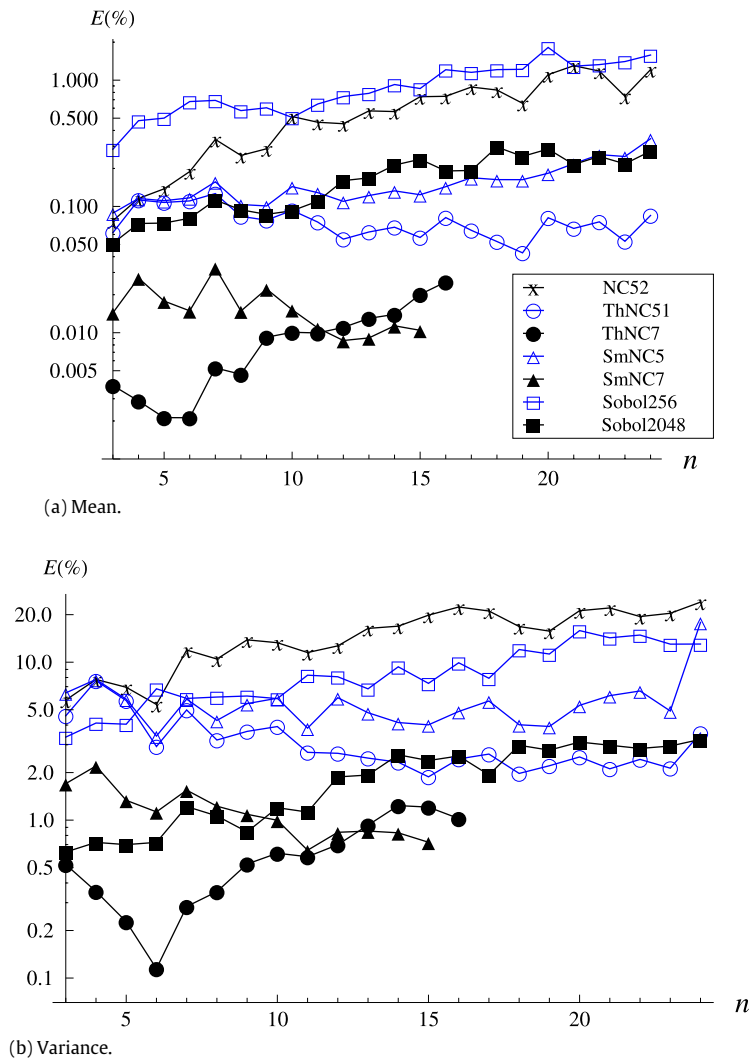 E(%)
1.000
0.500
0.100
0.050
0.010
0.005
NC52
ThNC51
ThNC7
SmNC5
SmNC7
Sobol256
Sobol2048
5
10
15
20
n
(a) Mean.
E(%)
20.0
10.0
5.0
2.0
1.0
0.5
0.2
0.1
5
10
15
20
n
(b) Variance.